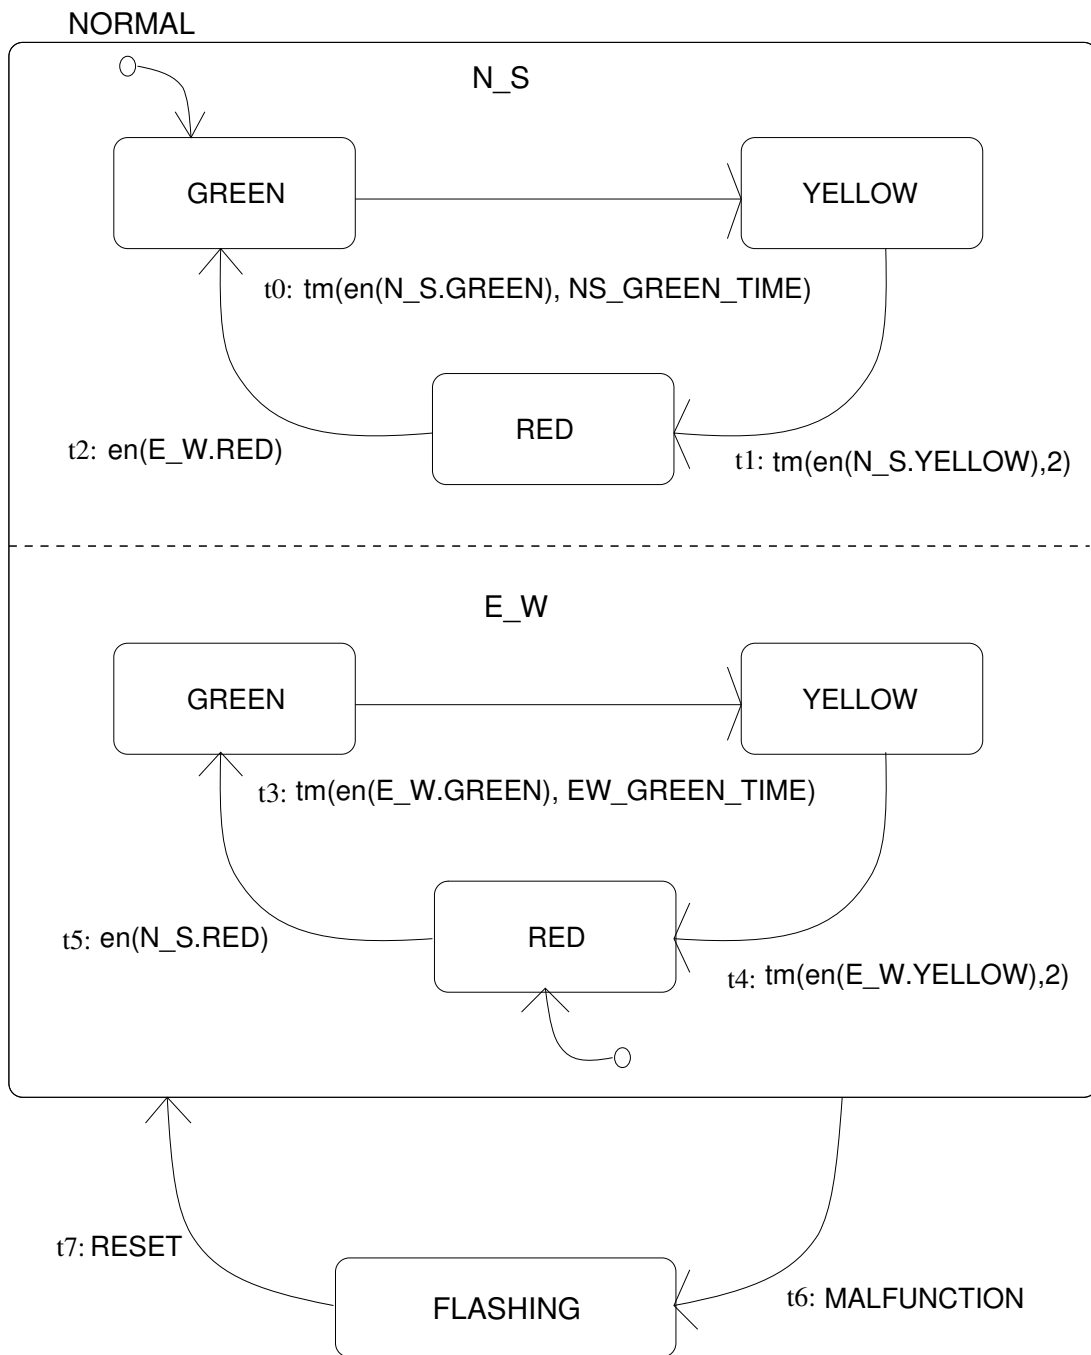 NORMAL
N_S
GREEN
YELLOW
t0: tm(en(N_S.GREEN), NS_GREEN_TIME)
RED
t2: en(E_W.RED)
t1: tm(en(N_S.YELLOW),2)
E_W
GREEN
YELLOW
t3: tm(en(E_W.GREEN), EW_GREEN_TIME)
RED
t5: en(N_S.RED)
t4: tm(en(E_W.YELLOW),2)
t7: RESET
FLASHING
t6: MALFUNCTION